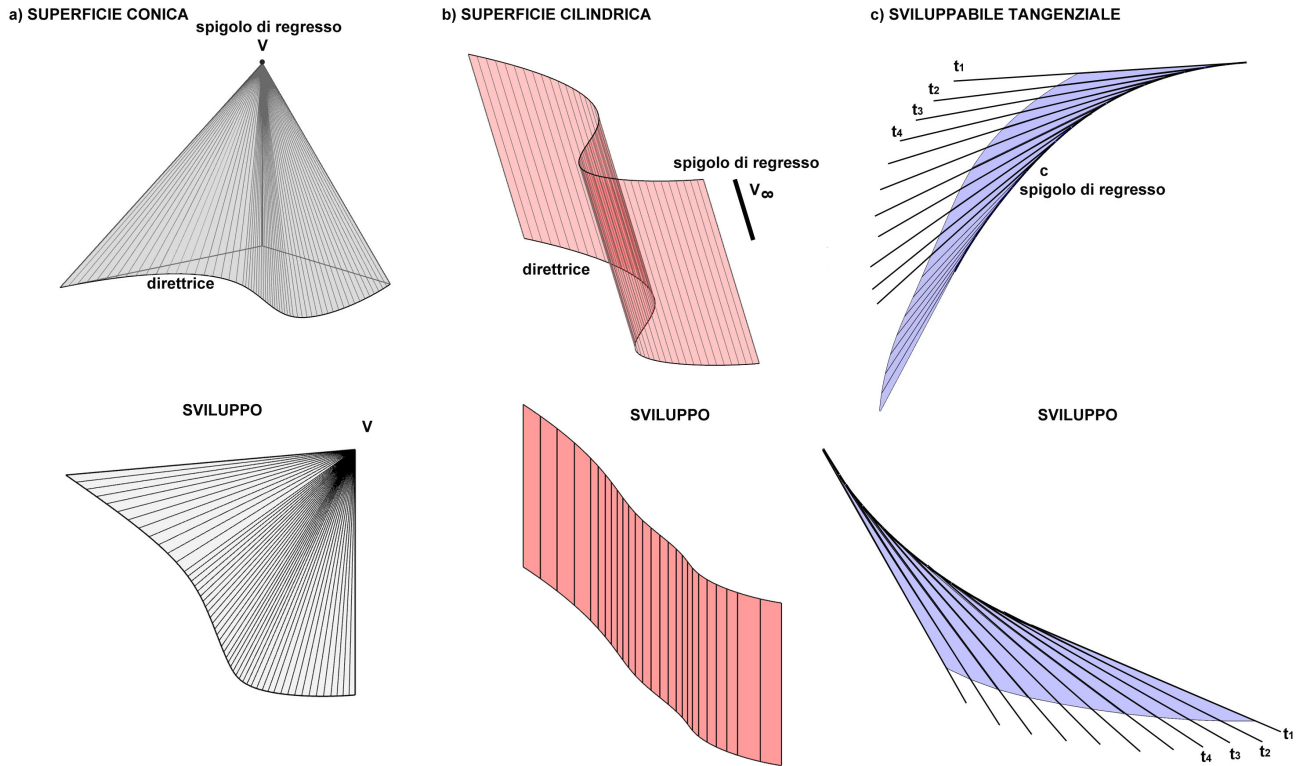 a) SUPERFICIE CONICA
spigolo di regresso
V
direttrice
SVILUPPO
V
b) SUPERFICIE CILINDRICA
spigolo di regresso
V∞
direttrice
SVILUPPO
c) SVILUPPABILE TANGENZIALE
t1
t2
t3
t4
c
spigolo di regresso
SVILUPPO
t1
t2
t3
t4